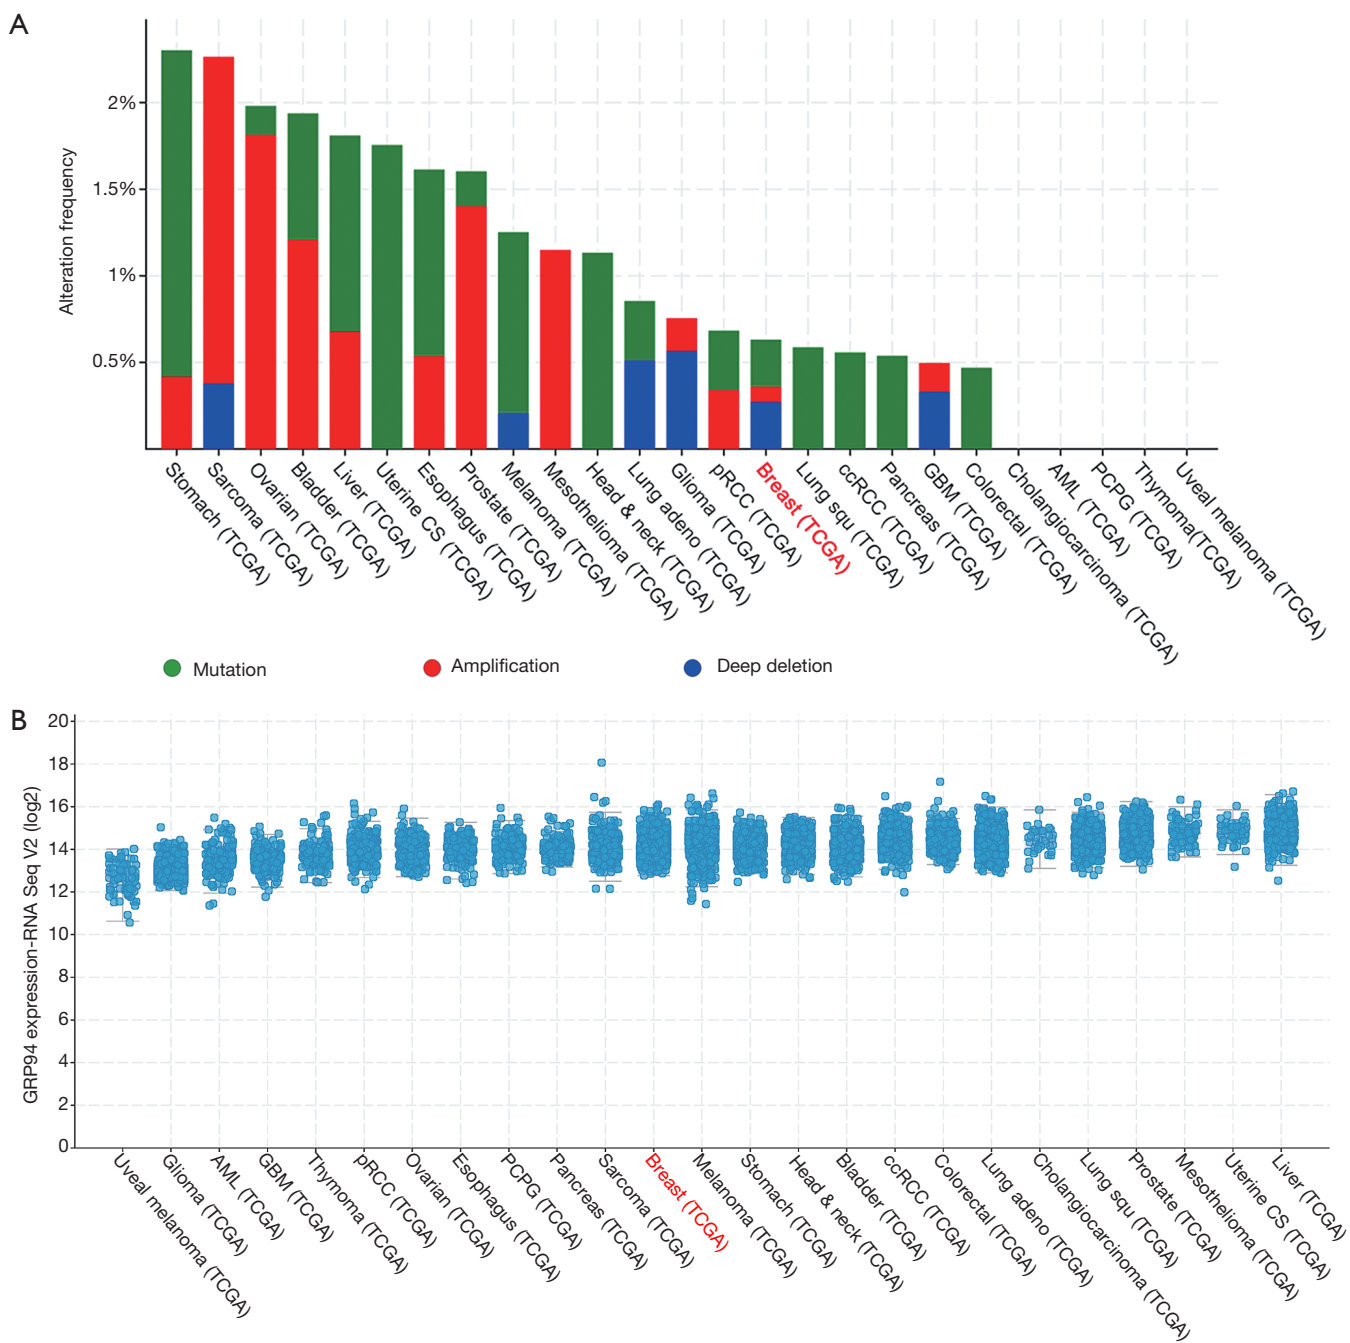 A
2%
1.5%
1%
0.5%
Alteration frequency
Stomach (TCGA)
Sarcoma (TCGA)
Ovarian (TCGA)
Bladder (TCGA)
Liver (TCGA)
Uterine CS (TCGA)
Esophagus (TCGA)
Prostate (TCGA)
Melanoma (TCGA)
Mesothelioma (TCGA)
Head & neck (TCGA)
Lung adeno (TCGA)
Glioma (TCGA)
pRCC (TCGA)
Breast (TCGA)
Lung squ (TCGA)
ccRCC (TCGA)
Pancreas (TCGA)
GBM (TCGA)
Colorectal (TCGA)
Cholangiocarcinoma (TCGA)
AML (TCGA)
PCPG (TCGA)
Thymoma(TCGA)
Uveal melanoma (TCGA)
Mutation
Amplification
Deep deletion
B
20
18
16
14
12
10
8
6
4
2
0
GRP94 expression-RNA Seq V2 (log2)
Uveal melanoma (TCGA)
Glioma (TCGA)
AML (TCGA)
GBM (TCGA)
Thymoma (TCGA)
pRCC (TCGA)
Ovarian (TCGA)
Esophagus (TCGA)
PCPG (TCGA)
Pancreas (TCGA)
Sarcoma (TCGA)
Breast (TCGA)
Melanoma (TCGA)
Stomach (TCGA)
Head & neck (TCGA)
Bladder (TCGA)
ccRCC (TCGA)
Colorectal (TCGA)
Lung adeno (TCGA)
Cholangiocarcinoma (TCGA)
Lung squ (TCGA)
Prostate (TCGA)
Mesothelioma (TCGA)
Uterine CS (TCGA)
Liver (TCGA)